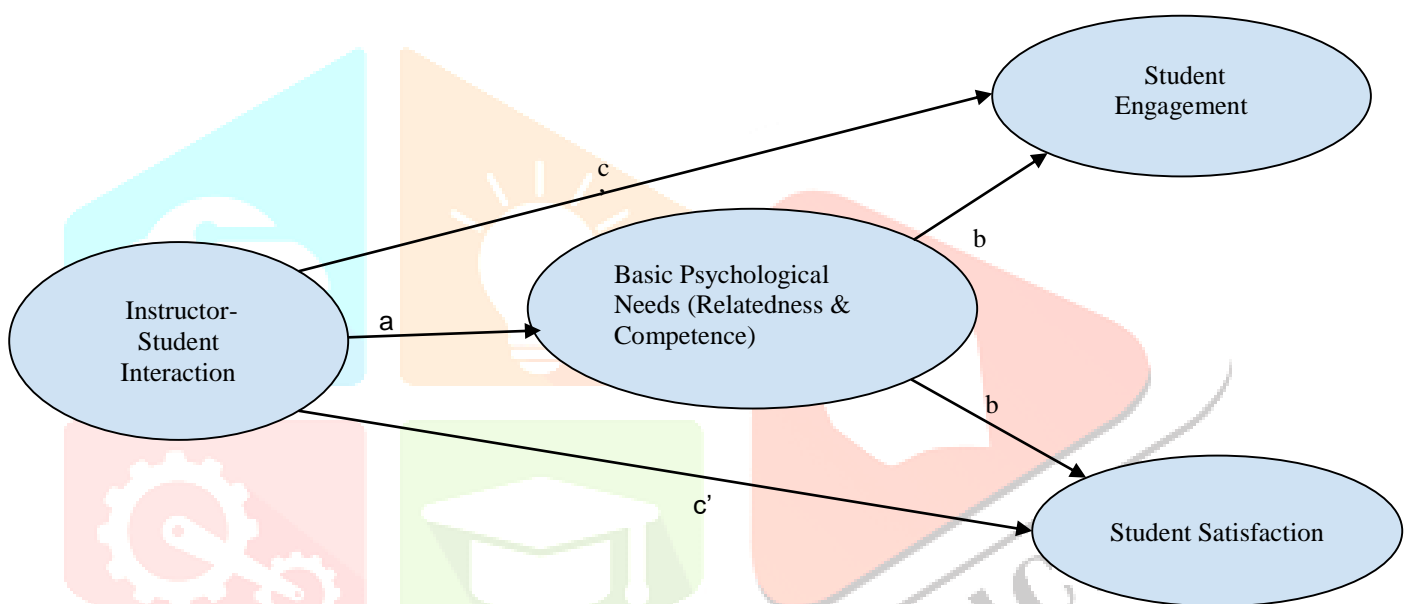 Student
Engagement
c
’
b
Basic Psychological
Needs (Relatedness &
Competence)
Instructor-
Student
Interaction
a
b
c’
Student Satisfaction